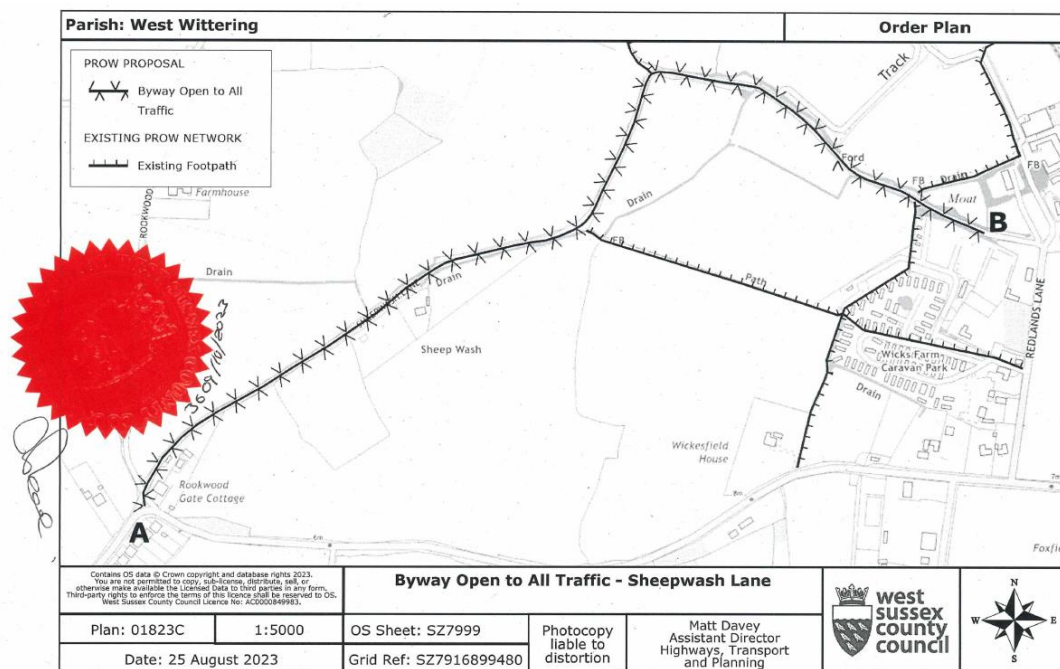 Parish: West Wittering
Order Plan
PROW PROPOSAL
Byway Open to All
Traffic
EXISTING PROW NETWORK
Existing Footpath
ROOKWOOD
Farmhouse
Drain
Drain
Sheep Wash
Drain
FB
Path
Track
Ford
FB
Drain
FB
Moat
B
REDLANDS LANE
Wicks Farm
Caravan Park
Drain
Wickesfield
House
8m
7m
Foxfi
3609/10/2023
Rookwood
Gate Cottage
A
6m
Contains OS data © Crown copyright and database rights 2023.
You are not permitted to copy, sub-license, distribute, sell, or
otherwise make available the Licensed Data to third parties in any form.
Third-party rights to enforce the terms of this licence shall be reserved to OS.
West Sussex County Council Licence No: AC0000849983.
Byway Open to All Traffic - Sheepwash Lane
Plan: 01823C
1:5000
OS Sheet: SZ7999
Date: 25 August 2023
Grid Ref: SZ7916899480
Photocopy
liable to
distortion
Matt Davey
Assistant Director
Highways, Transport
and Planning
west
sussex
county
council
N
W
E
S